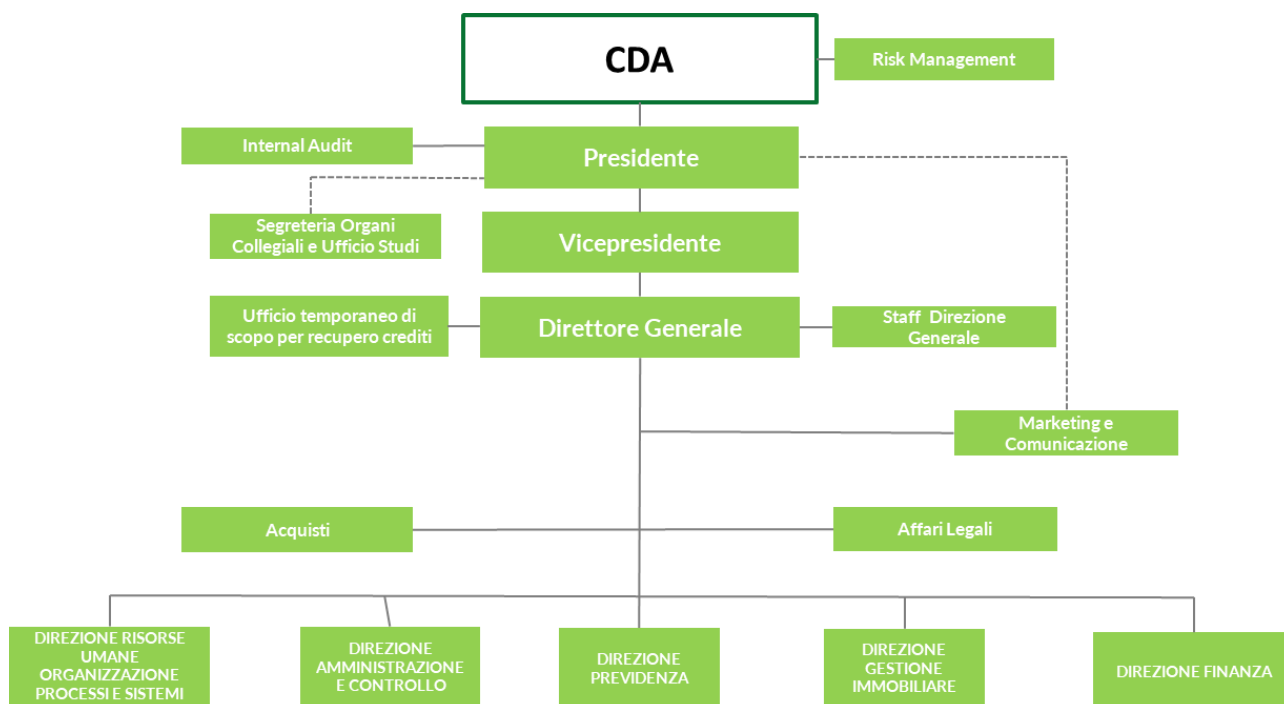 CDA
Risk Management
Internal Audit
Presidente
Segreteria Organi
Collegiali e Ufficio Studi
Vicepresidente
Ufficio temporaneo di
scopo per recupero crediti
Direttore Generale
Staff Direzione
Generale
Marketing e
Comunicazione
Acquisti
Affari Legali
DIREZIONE RISORSE
UMANE
ORGANIZZAZIONE
PROCESSI E SISTEMI
DIREZIONE
AMMINISTRAZIONE
E CONTROLLO
DIREZIONE
PREVIDENZA
DIREZIONE
GESTIONE
IMMOBILIARE
DIREZIONE FINANZA